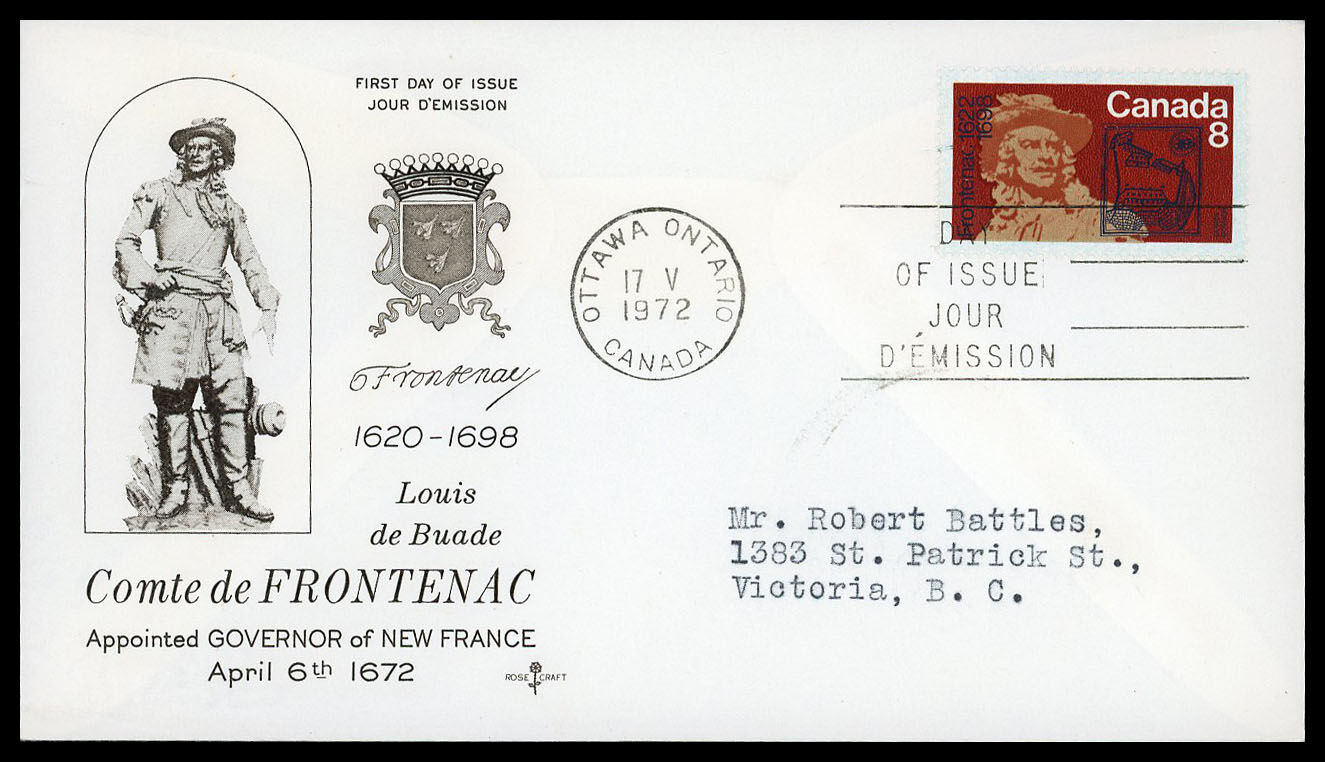 FIRST DAY OF ISSUE
JOUR D'EMISSION
Frontenac
1620-1698
Louis
de Buade
Comte de FRONTENAC
Appointed GOVERNOR of NEW FRANCE
April 6th 1672
ROSE CRAFT
OTTAWA ONTARIO
17 V
1972
CANADA
Canada
8
Frontenac 1622
1698
DAY
OF ISSUE
JOUR
D'ÉMISSION
Mr. Robert Battles,
1383 St. Patrick St.,
Victoria, B. C.